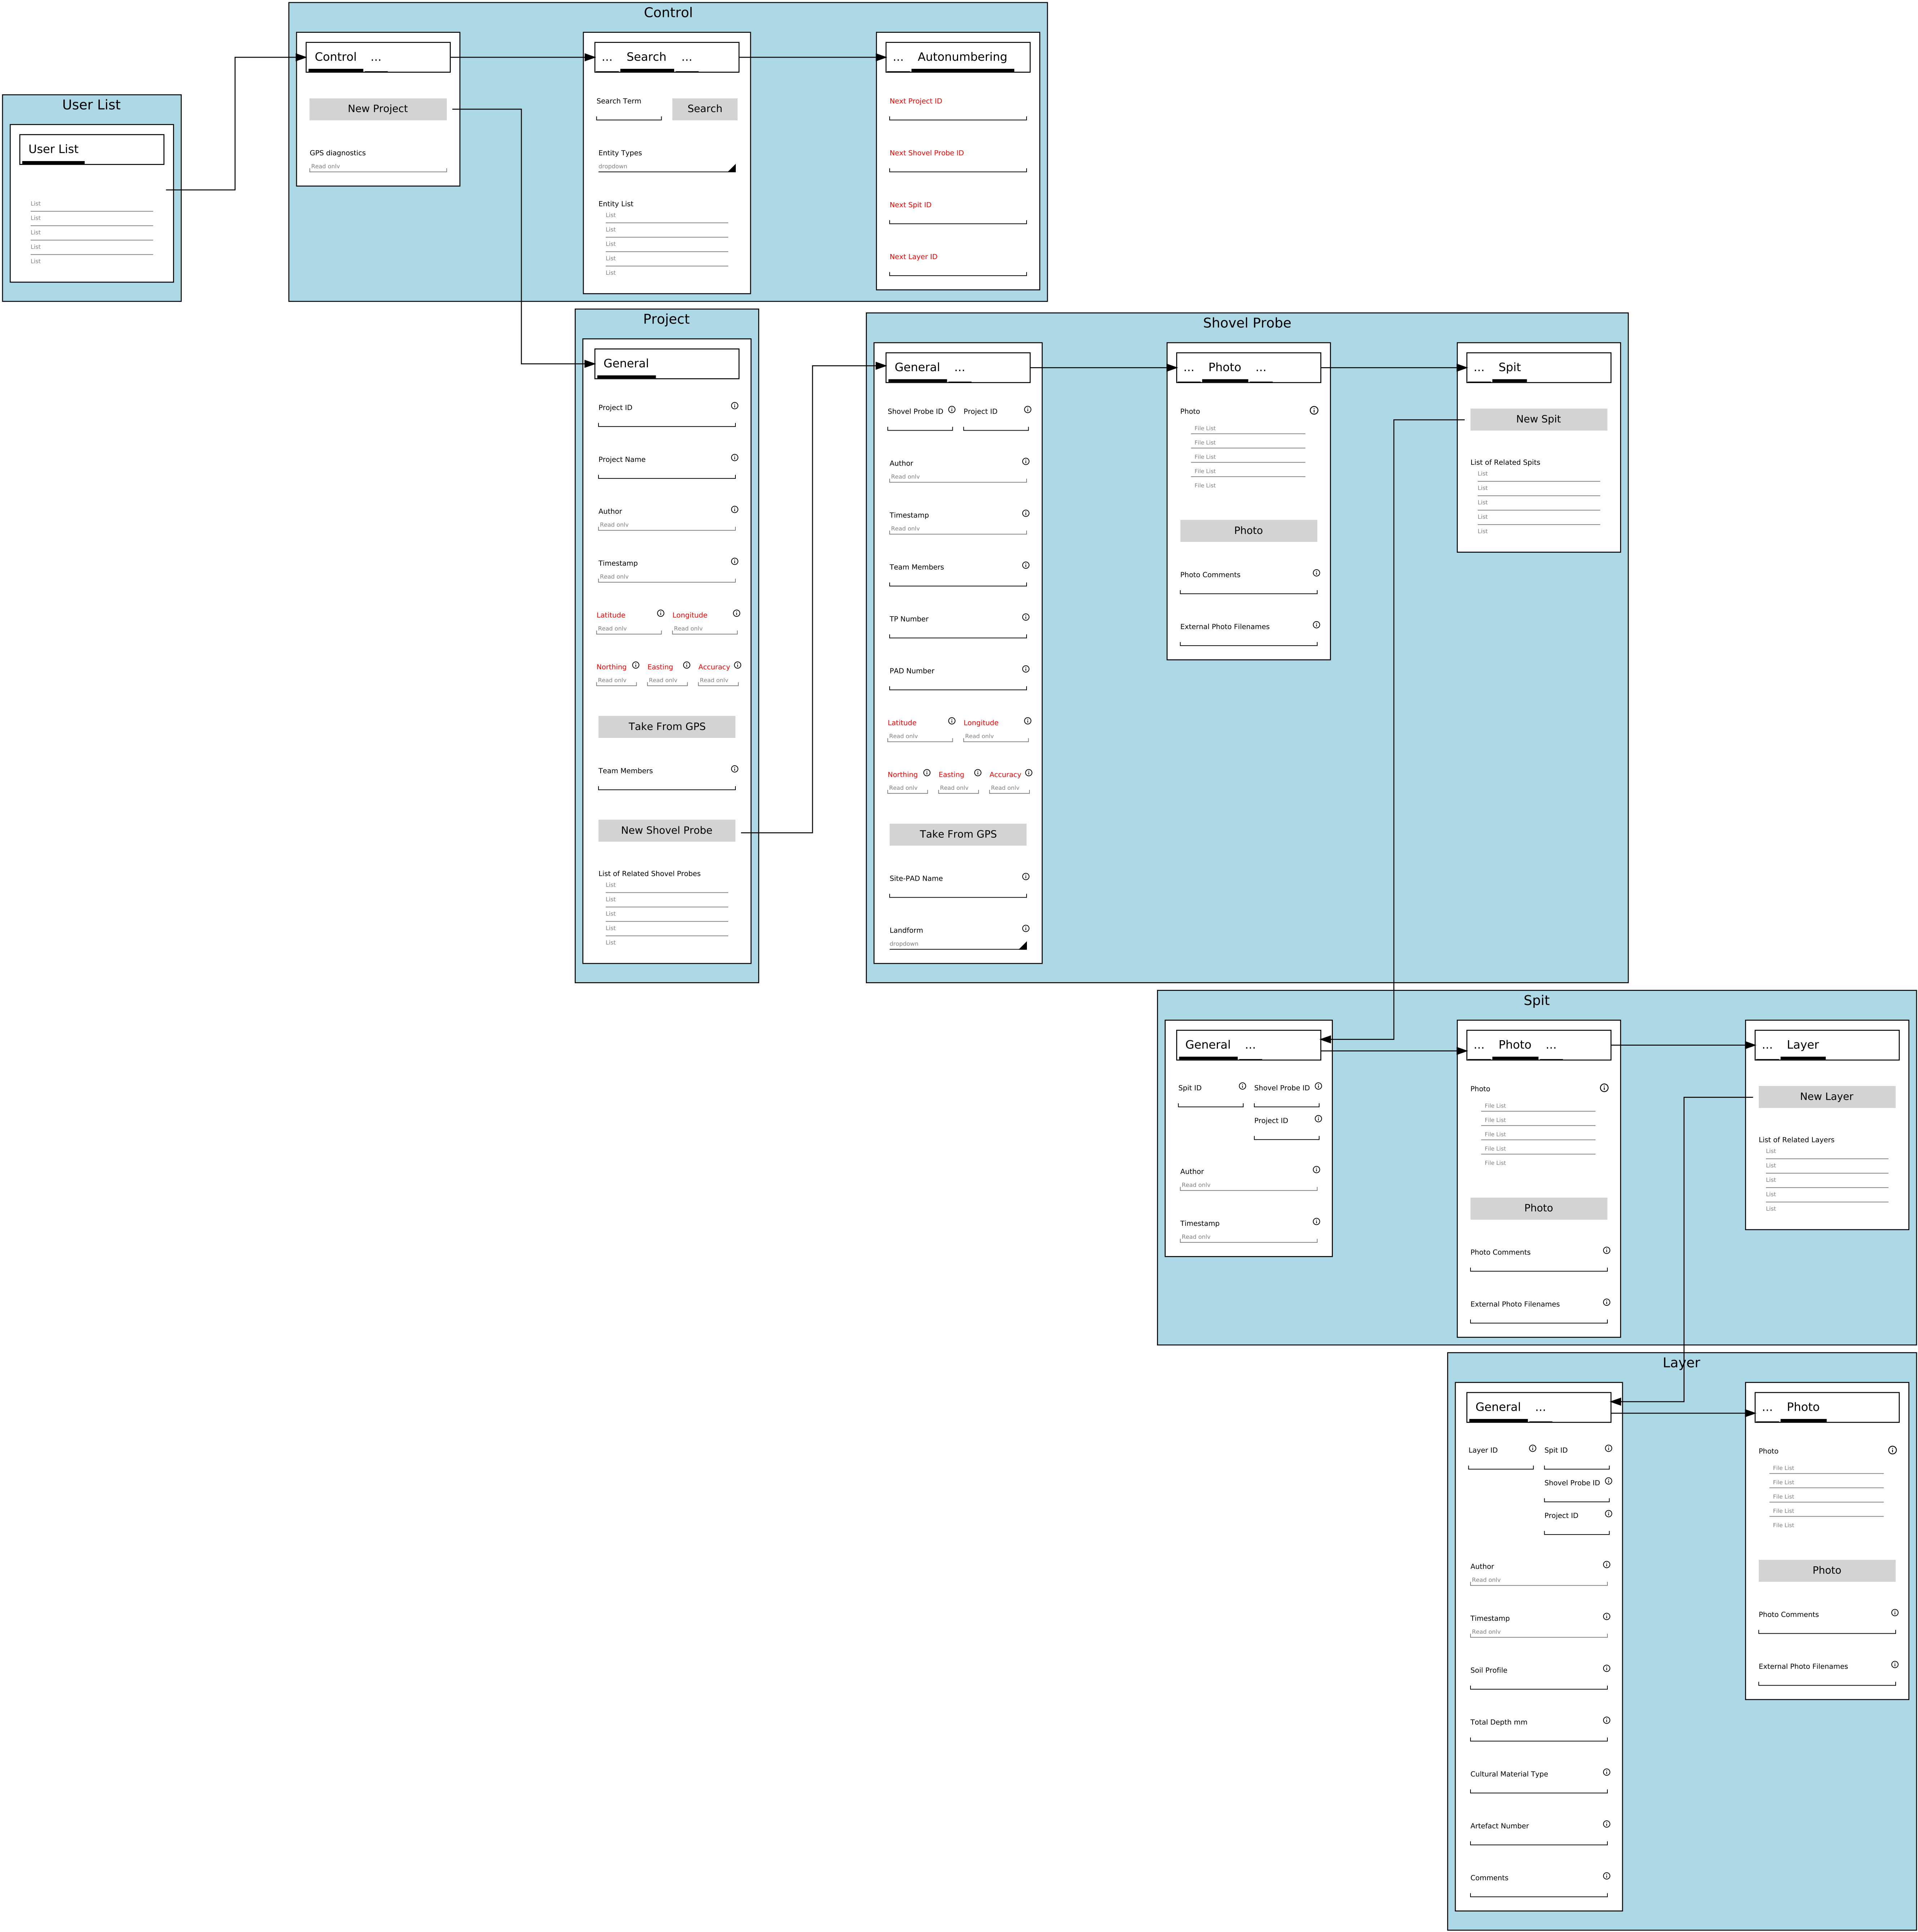 Control
Control ...
New Project
GPS diagnostics
Read only
... Search ...
Search Term
Search
Entity Types
dropdown
Entity List
List
List
List
List
List
... Autonumbering
Next Project ID
Next Shovel Probe ID
Next Spit ID
Next Layer ID
User List
User List
List
List
List
List
List
Project
General
Project ID
Project Name
Author
Read only
Timestamp
Read only
Latitude Longitude
Read only Read only
Northing Easting Accuracy
Read only Read only Read only
Take From GPS
Team Members
New Shovel Probe
List of Related Shovel Probes
List
List
List
List
List
Shovel Probe
General ...
Shovel Probe ID Project ID
Author
Read only
Timestamp
Read only
Team Members
TP Number
PAD Number
Latitude Longitude
Read only Read only
Northing Easting Accuracy
Read only Read only Read only
Take From GPS
Site-PAD Name
Landform
dropdown
... Photo ...
Photo
File List
File List
File List
File List
File List
Photo
Photo Comments
External Photo Filenames
... Spit
New Spit
List of Related Spits
List
List
List
List
List
Spit
General ...
Spit ID Shovel Probe ID
Project ID
Author
Read only
Timestamp
Read only
... Photo ...
Photo
File List
File List
File List
File List
File List
Photo
Photo Comments
External Photo Filenames
... Layer
New Layer
List of Related Layers
List
List
List
List
List
Layer
General ...
Layer ID Spit ID
Shovel Probe ID
Project ID
Author
Read only
Timestamp
Read only
Soil Profile
Total Depth mm
Cultural Material Type
Artefact Number
Comments
... Photo
Photo
File List
File List
File List
File List
File List
Photo
Photo Comments
External Photo Filenames